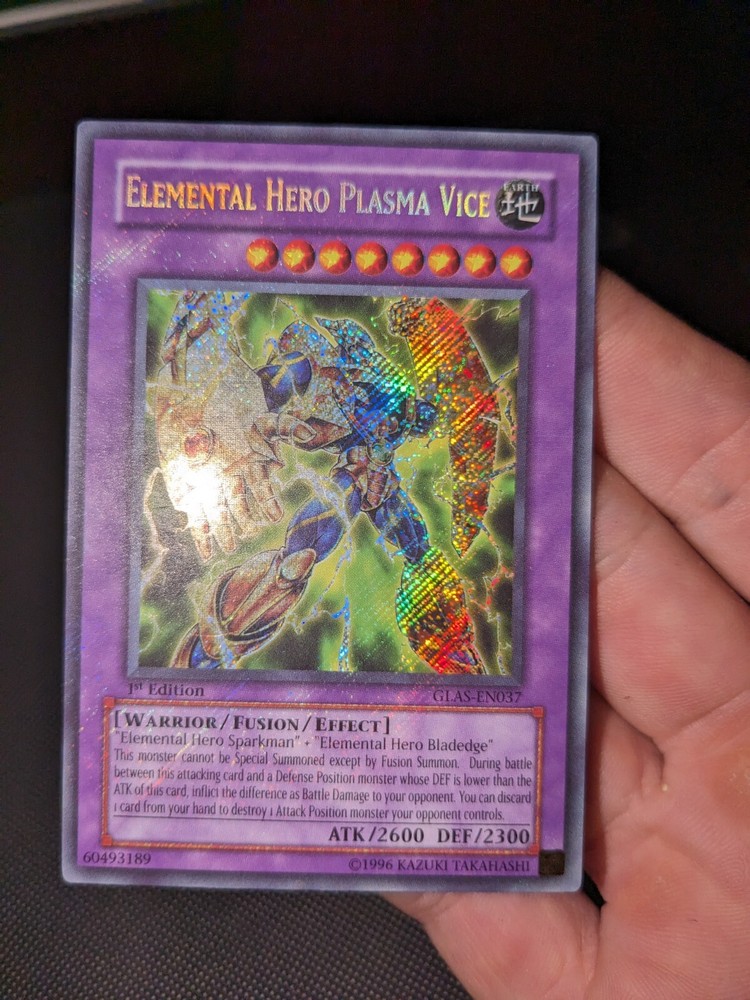 ELEMENTAL HERO PLASMA VICE
EARTH
地
1st Edition
GLAS-EN037
[WARRIOR/FUSION/EFFECT]
"Elemental Hero Sparkman" + "Elemental Hero Bladedge"
This monster cannot be Special Summoned except by Fusion Summon. During battle
between this attacking card and a Defense Position monster whose DEF is lower than the
ATK of this card, inflict the difference as Battle Damage to your opponent. You can discard
1 card from your hand to destroy 1 Attack Position monster your opponent controls.
ATK/2600 DEF/2300
60493189
©1996 KAZUKI TAKAHASHI